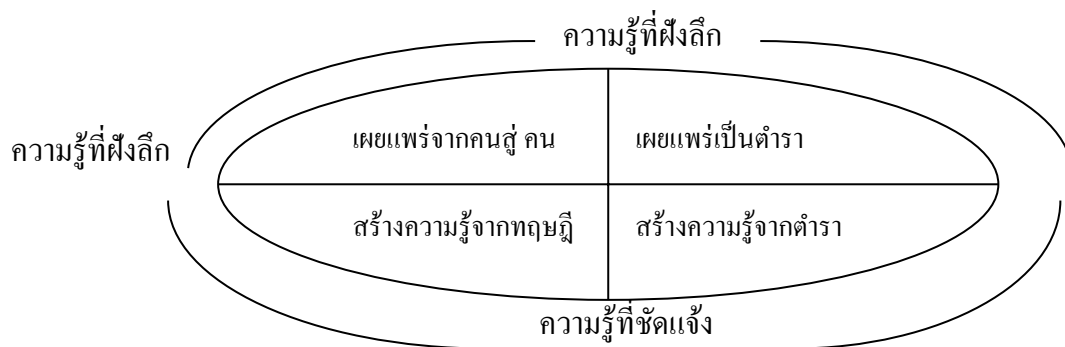 ความรู้ที่ฝังลึก
เผยแพร่จากคนสู่ คน
เผยแพร่เป็นตำรา
ความรู้ที่ฝังลึก
สร้างความรู้จากทฤษฎี
สร้างความรู้จากตำรา
ความรู้ที่ชัดแจ้ง